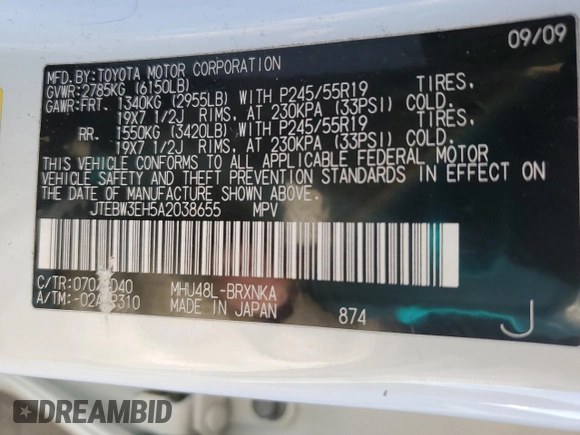 09/09
MFD. BY: TOYOTA MOTOR CORPORATION
GVWR: 2785KG (6150LB)
GAWR: FRT. 1340KG (2955LB) WITH P245/55R19 TIRES,
19X7 1/2J RIMS, AT 230KPA (33PSI) COLD.
RR. 1550KG (3420LB) WITH P245/55R19 TIRES,
19X7 1/2J RIMS, AT 230KPA (33PSI) COLD.
THIS VEHICLE CONFORMS TO ALL APPLICABLE FEDERAL MOTOR
VEHICLE SAFETY AND THEFT PREVENTION STANDARDS IN EFFECT ON
THE DATE OF MANUFACTURE SHOWN ABOVE.
JTEBW3EH5A2038655 MPV
C/TR: MHU48L-BRXNKA
A/TM: MADE IN JAPAN 874 J
DREAMBID